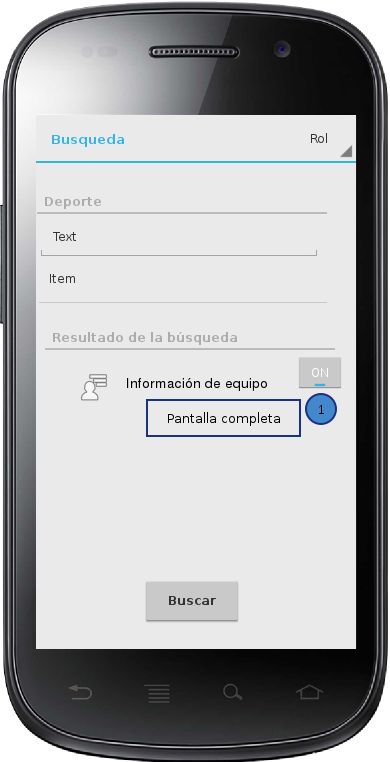 Busqueda
Rol
Deporte
Text
Item
Resultado de la búsqueda
ON
Información de equipo
Pantalla completa
1
Buscar